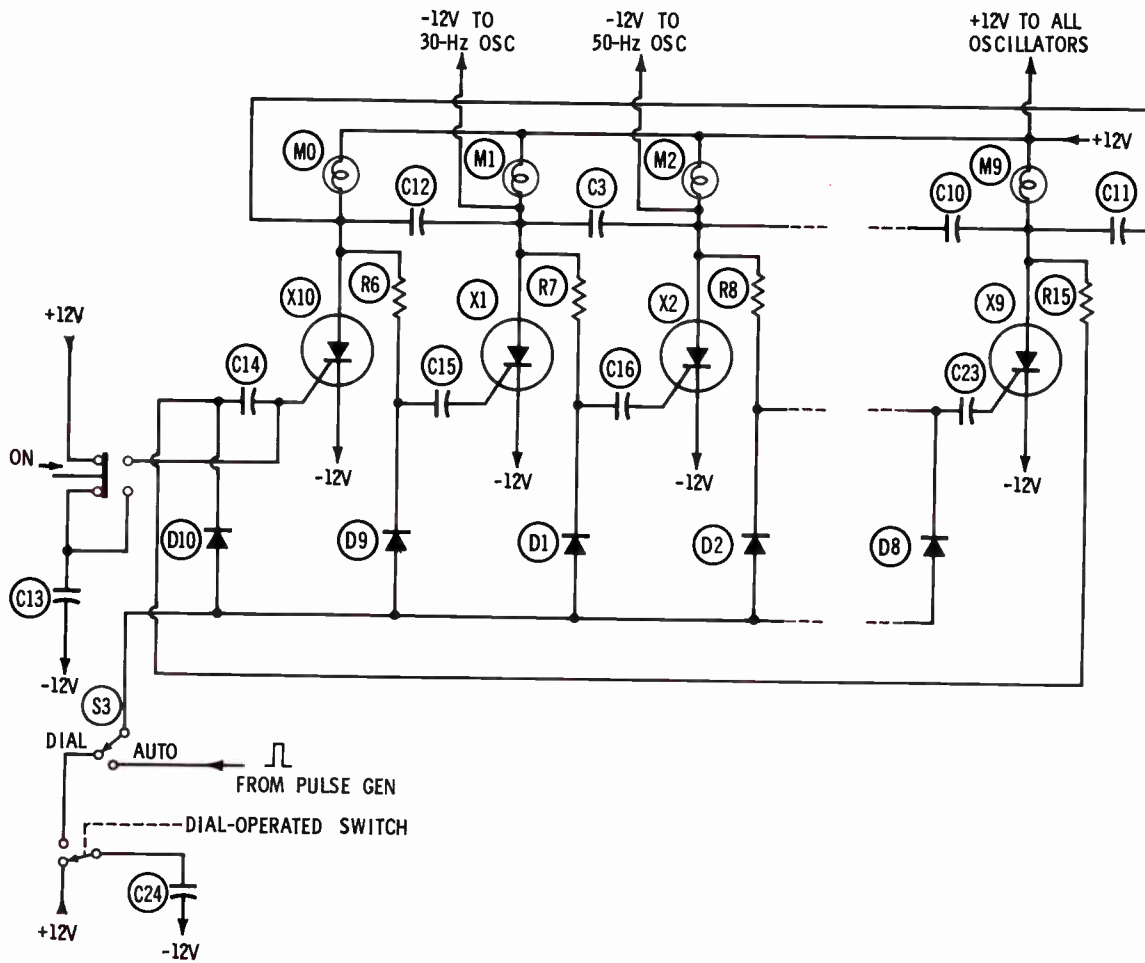 -12V TO
30-Hz OSC
-12V TO
50-Hz OSC
+12V TO ALL
OSCILLATORS
M0
M1
M2
M9
+12V
C12
C3
C10
C11
R6
R7
R8
R15
X10
X1
X2
X9
+12V
C14
C15
C16
C23
ON
-12V
-12V
-12V
-12V
D10
D9
D1
D2
D8
C13
-12V
S3
DIAL
AUTO
FROM PULSE GEN
DIAL-OPERATED SWITCH
C24
+12V
-12V